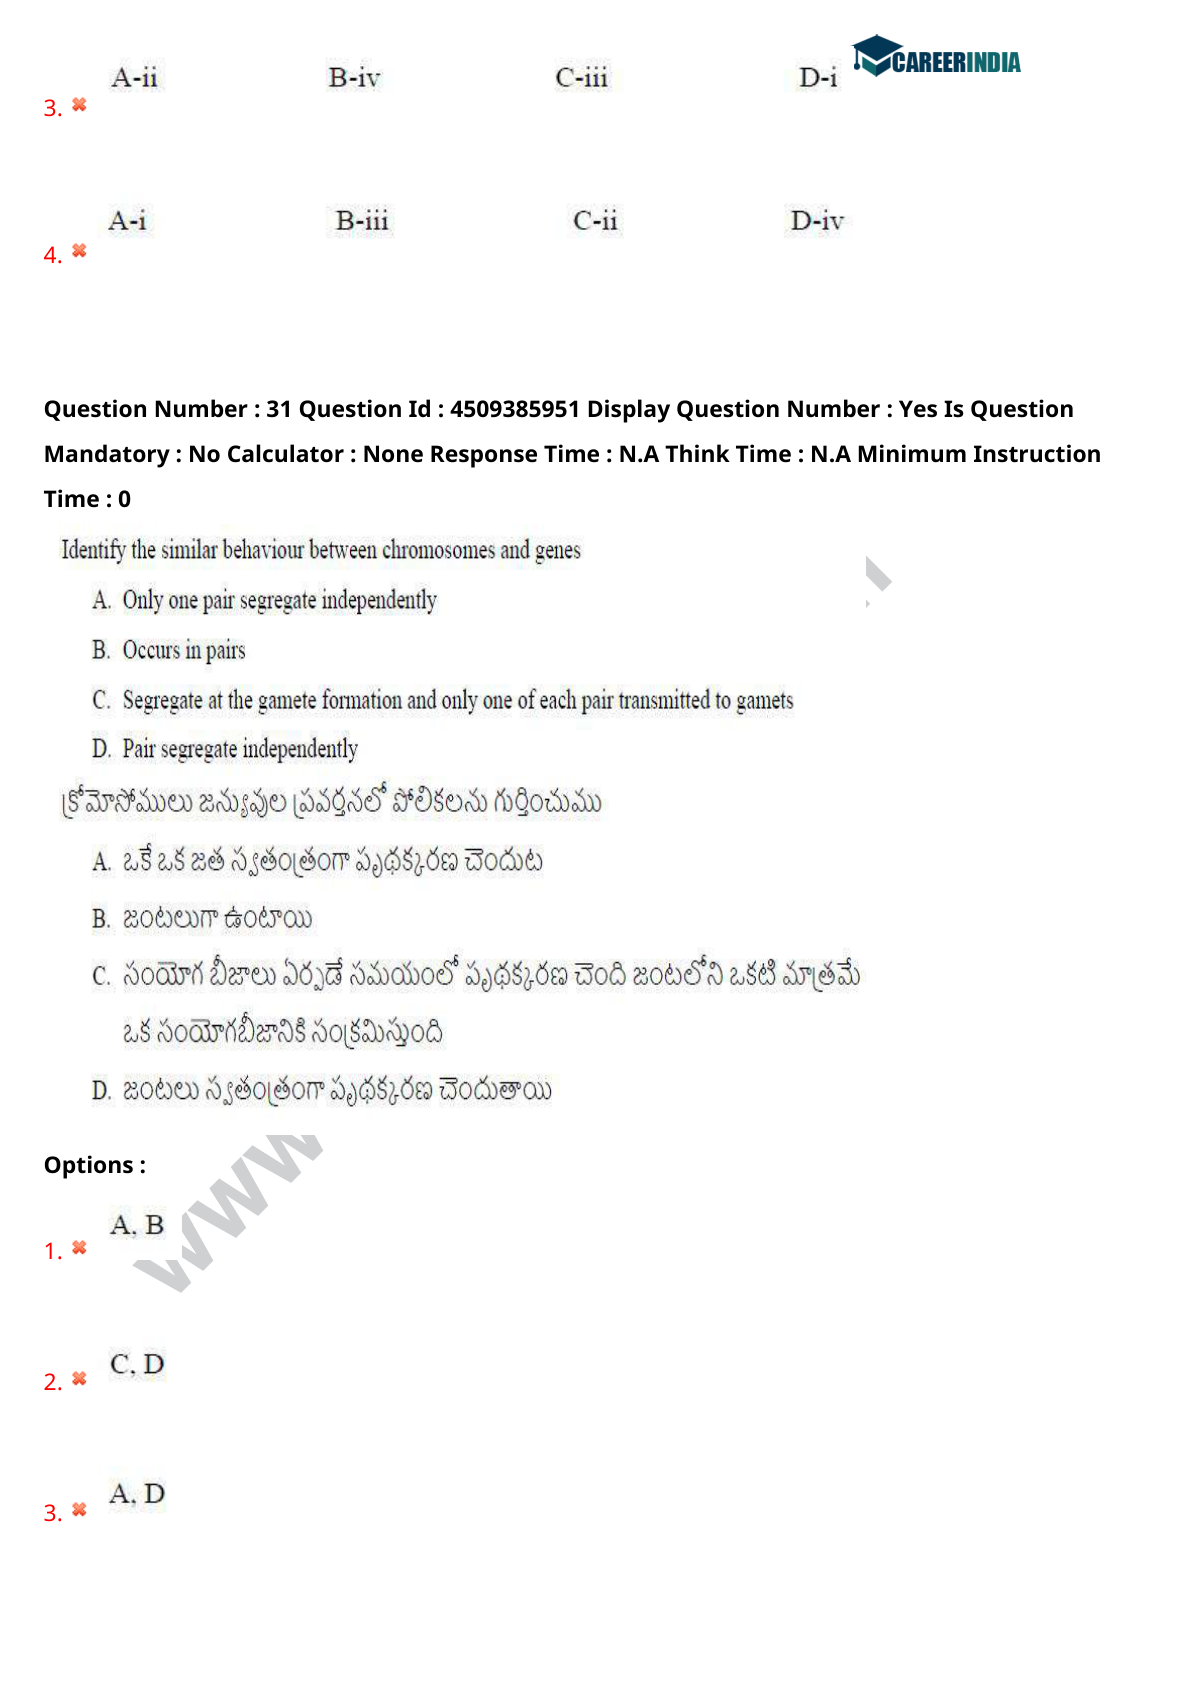 CAREERINDIA
A-ii B-iv C-iii D-i
3.
A-i B-iii C-ii D-iv
4.
Question Number : 31 Question Id : 4509385951 Display Question Number : Yes Is Question
Mandatory : No Calculator : None Response Time : N.A Think Time : N.A Minimum Instruction
Time : 0
Identify the similar behaviour between chromosomes and genes
A. Only one pair segregate independently
B. Occurs in pairs
C. Segregate at the gamete formation and only one of each pair transmitted to gamets
D. Pair segregate independently
క్రోమోసోములు జన్యువుల ప్రవర్తనలో పోలికలను గుర్తించుము
A. ఒకే ఒక జత స్వతంత్రంగా పృథక్కరణ చెందుట
B. జంటలుగా ఉంటాయి
C. సంయోగ బీజాలు ఏర్పడే సమయంలో పృథక్కరణ చెంది జంటలోని ఒకటి మాత్రమే
ఒక సంయోగబీజానికి సంక్రమిస్తుంది
D. జంటలు స్వతంత్రంగా పృథక్కరణ చెందుతాయి
Options :
A, B
1.
C, D
2.
A, D
3.